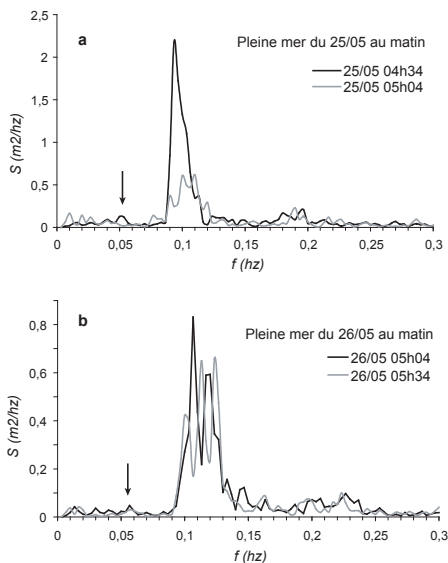 a
Pleine mer du 25/05 au matin
25/05 04h34
25/05 05h04
S (m2/hz)
2,5
2
1,5
1
0,5
0
0 0,05 0,1 0,15 0,2 0,25 0,3
f (hz)
b
Pleine mer du 26/05 au matin
26/05 05h04
26/05 05h34
S (m2/hz)
0,8
0,6
0,4
0,2
0
0 0,05 0,1 0,15 0,2 0,25 0,3
f (hz)